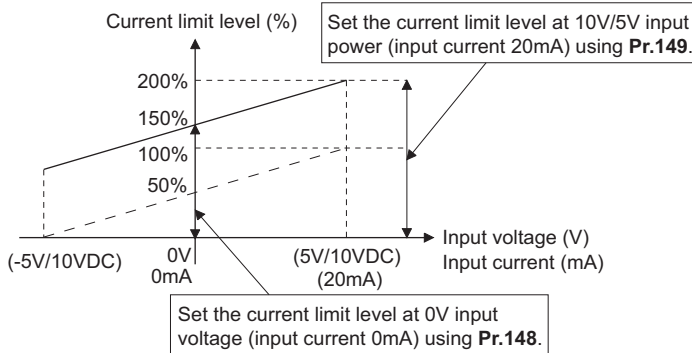 Current limit level (%)
Set the current limit level at 10V/5V input
power (input current 20mA) using Pr.149.
200%
150%
100%
50%
(-5V/10VDC)
0V
0mA
(5V/10VDC)
(20mA)
Input voltage (V)
Input current (mA)
Set the current limit level at 0V input
voltage (input current 0mA) using Pr.148.